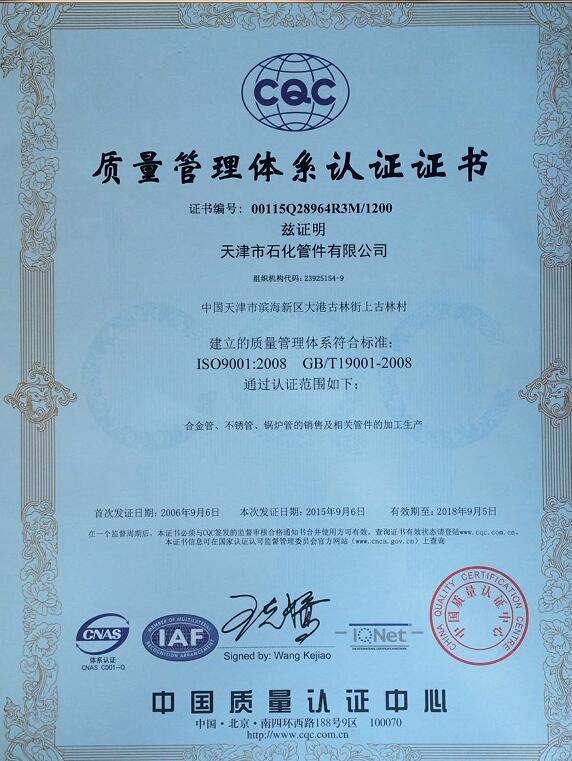 CQC
质量管理体系认证证书
证书编号：00115Q28964R3M/1200
兹证明
天津市石化管件有限公司
组织机构代码：23925154-9
中国天津市滨海新区大港古林街上古林村
建立的质量管理体系符合标准：
ISO9001:2008 GB/T19001-2008
通过认证范围如下：
合金管、不锈管、锅炉管的销售及相关管件的加工生产
首次发证日期：2006年9月6日 本次发证日期：2015年9月6日 有效期至：2018年9月5日
在一个监督周期后，本证书必须与CQC签发的监督审核合格通知书合并使用方可有效。查询证书有效状态请登陆www.cqc.com.cn。
本证书信息可在国家认证认可监督管理委员会官方网站（www.cnca.gov.cn）上查询
CHINA QUALITY CERTIFICATION CENTRE
中国质量认证中心
CNAS
体系认证
CNAS C001-Q
MEMBER OF MULTILATERAL
IAF
RECOGNITION ARRANGEMENT
Signed by: Wang Kejiao
IQNet
THE INTERNATIONAL CERTIFICATION NETWORK
中国质量认证中心
中国·北京·南四环西路188号9区 100070
http://www.cqc.com.cn